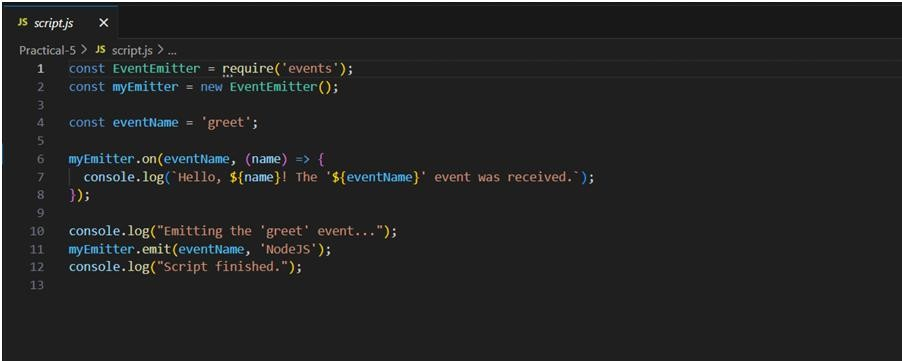 JS script.js ×
Practical-5 > JS script.js > ...
1 const EventEmitter = require('events');
2 const myEmitter = new EventEmitter();
3
4 const eventName = 'greet';
5
6 myEmitter.on(eventName, (name) => {
7   console.log(`Hello, ${name}! The '${eventName}' event was received.`);
8 });
9
10 console.log("Emitting the 'greet' event...");
11 myEmitter.emit(eventName, 'NodeJS');
12 console.log("Script finished.");
13